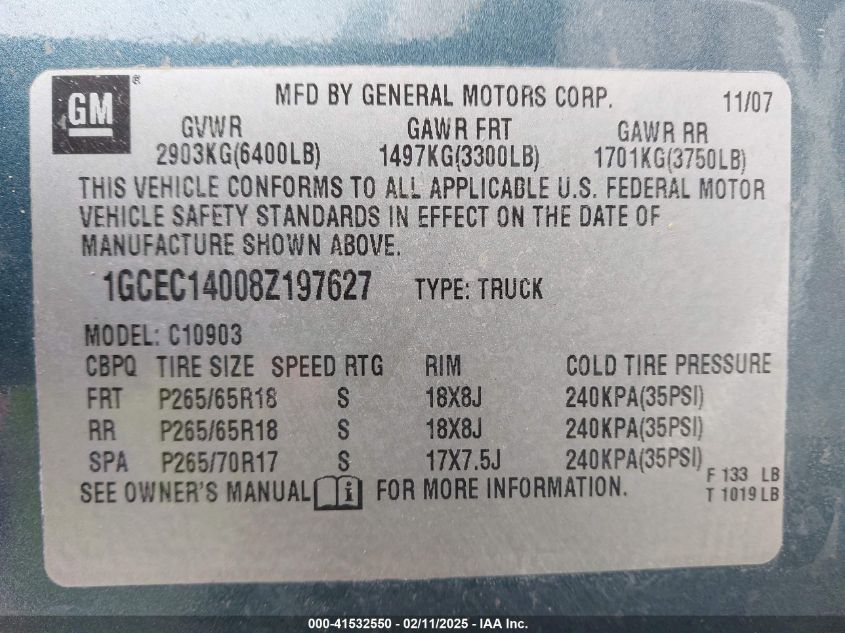 GM ®
MFD BY GENERAL MOTORS CORP. 11/07
GVWR GAWR FRT GAWR RR
2903KG(6400LB) 1497KG(3300LB) 1701KG(3750LB)
THIS VEHICLE CONFORMS TO ALL APPLICABLE U.S. FEDERAL MOTOR
VEHICLE SAFETY STANDARDS IN EFFECT ON THE DATE OF
MANUFACTURE SHOWN ABOVE.
1GCEC14008Z197627 TYPE: TRUCK
MODEL: C10903
CBPQ TIRE SIZE SPEED RTG RIM COLD TIRE PRESSURE
FRT P265/65R18 S 18X8J 240KPA(35PSI)
RR P265/65R18 S 18X8J 240KPA(35PSI)
SPA P265/70R17 S 17X7.5J 240KPA(35PSI)
SEE OWNER'S MANUAL i FOR MORE INFORMATION.
F 133 LB
T 1019 LB
000-41532550 - 02/11/2025 - IAA Inc.